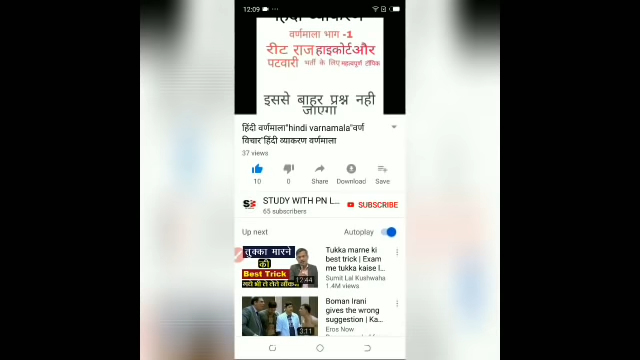 12:09
हिंदी व्याकरण
वर्णमाला भाग -1
रीट राज हाइकोर्ट और
पटवारी भर्ती के लिए महत्वपूर्ण टॉपिक
इससे बाहर प्रश्न नही
जाएगा
हिंदी वर्णमाला"hindi varnamala"वर्ण
विचार"हिंदी व्याकरण वर्णमाला
37 views
10
0
Share
Download
Save
STUDY WITH PN L...
SUBSCRIBE
65 subscribers
Up next
Autoplay
तुक्का मारने
की
Best Trick
12:44
Tukka marne ki
best trick | Exam
me tukka kaise l...
Sumit Lal Kushwaha
1.4M views
3:11
Boman Irani
gives the wrong
suggestion | Ka...
Eros Now